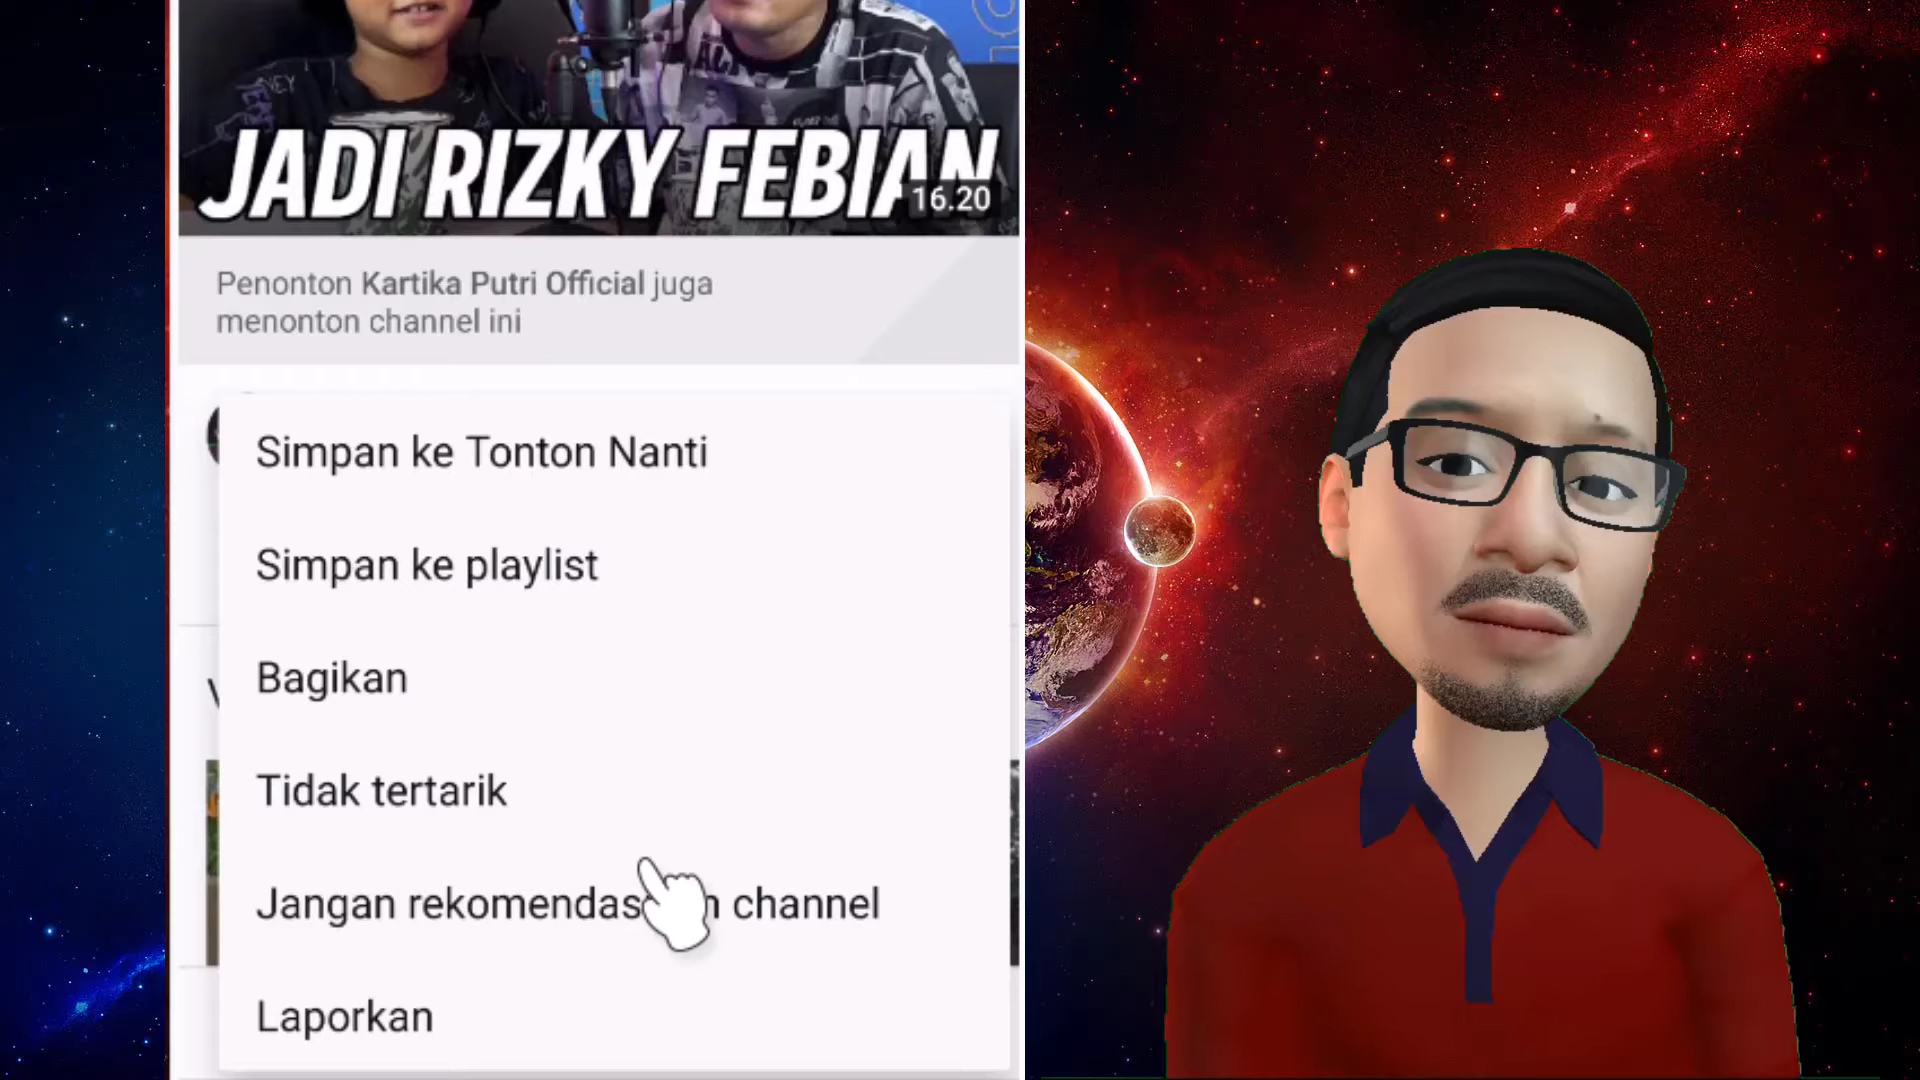 JADI RIZKY FEBIAN
16.20
Penonton Kartika Putri Official juga
menonton channel ini
Simpan ke Tonton Nanti
Simpan ke playlist
Bagikan
Tidak tertarik
Jangan rekomendasikan channel
Laporkan